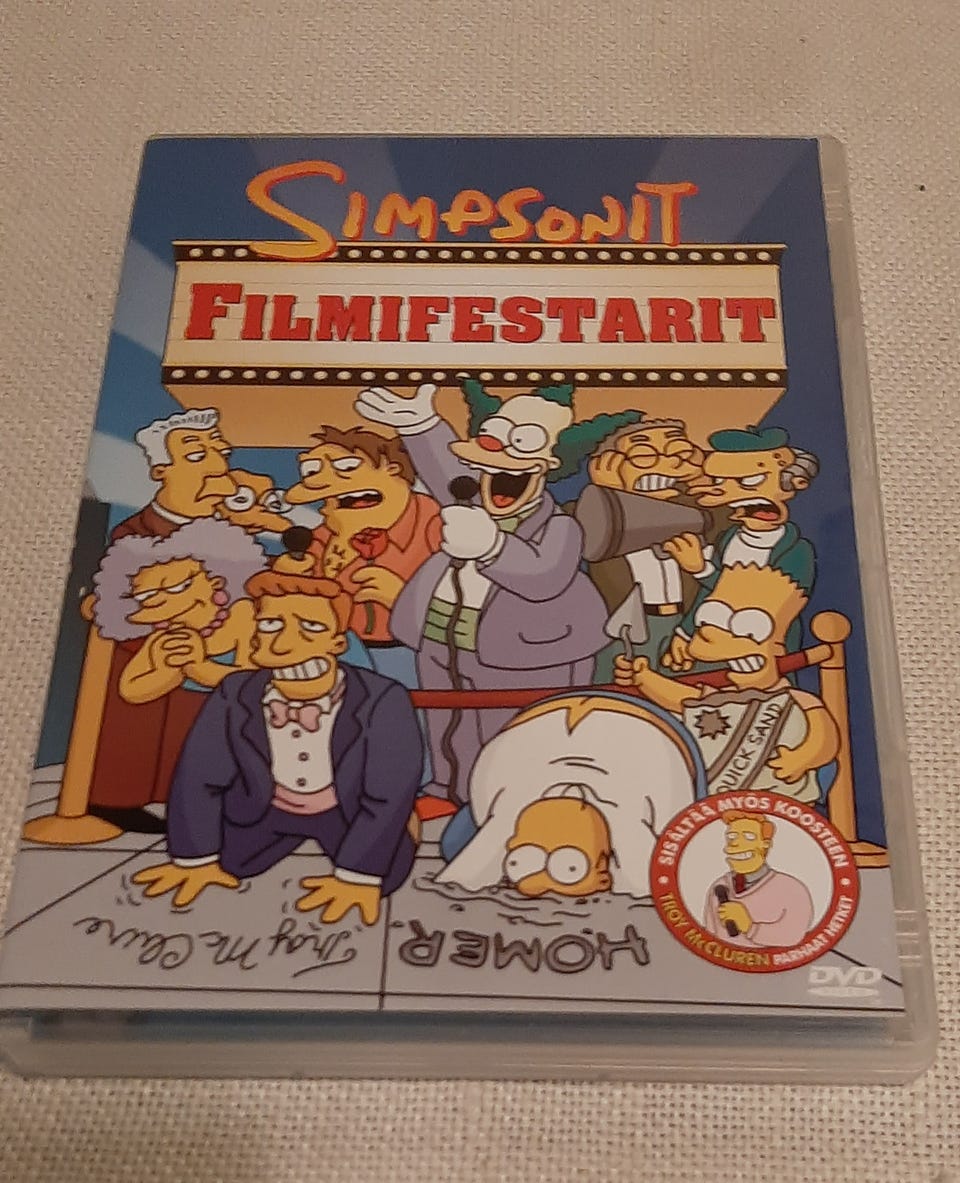 SIMPSONIT
FILMIFESTARIT
QUICK SAND
Troy McClure
HOMER
• SISÄLTÄÄ MYÖS KOOSTEEN •
TROY McCLUREN PARHAAT HETKET
DVD